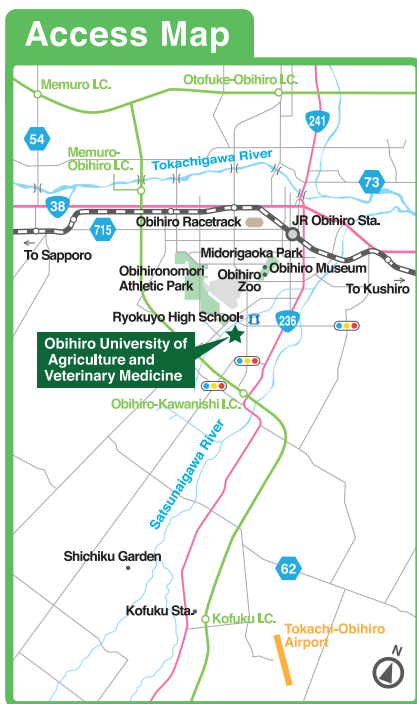 Access Map
Memuro I.C.
Otofuke-Obihiro I.C.
241
54
Memuro-
Obihiro I.C.
Tokachigawa River
73
38
715
Obihiro Racetrack
JR Obihiro Sta.
To Sapporo
Midorigaoka Park
Obihironomori
Athletic Park
Obihiro
Zoo
Obihiro Museum
To Kushiro
Ryokuyo High School
236
Obihiro University of
Agriculture and
Veterinary Medicine
Obihiro-Kawanishi I.C.
Satsunaigawa River
Shichiku Garden
62
Kofuku Sta.
Kofuku I.C.
Tokachi-Obihiro
Airport
N